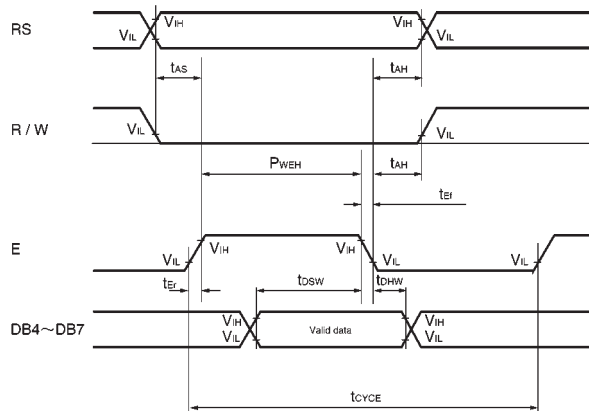 RS
VIH
VIH
VIL
VIL
tAS
tAH
R / W
VIL
VIL
PWEH
tAH
tEf
E
VIL
VIH
VIH
VIL
VIL
tEr
tDSW
tDHW
DB4～DB7
VIH
VIL
Valid data
VIH
VIL
tCYCE